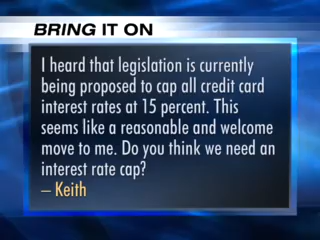 BRING IT ON
I heard that legislation is currently
being proposed to cap all credit card
interest rates at 15 percent. This
seems like a reasonable and welcome
move to me. Do you think we need an
interest rate cap?
– Keith